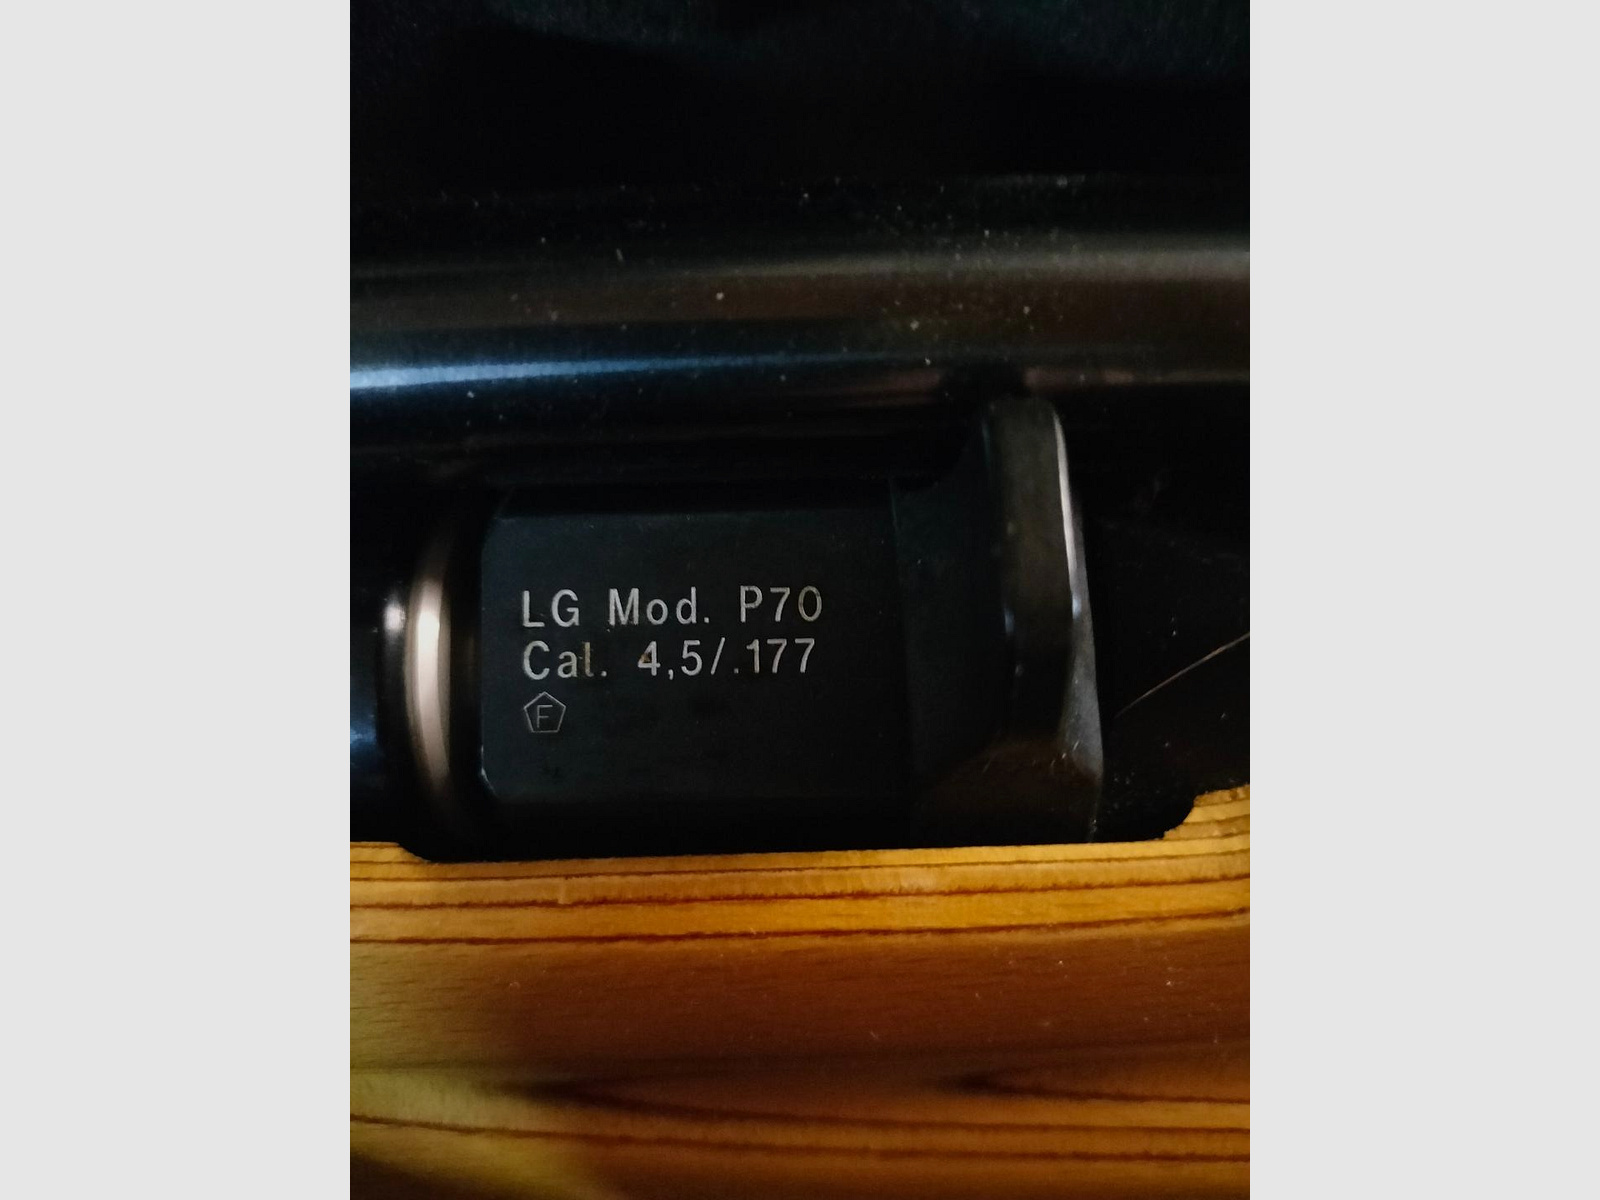 LG Mod. P70
Cal. 4,5/.177
F